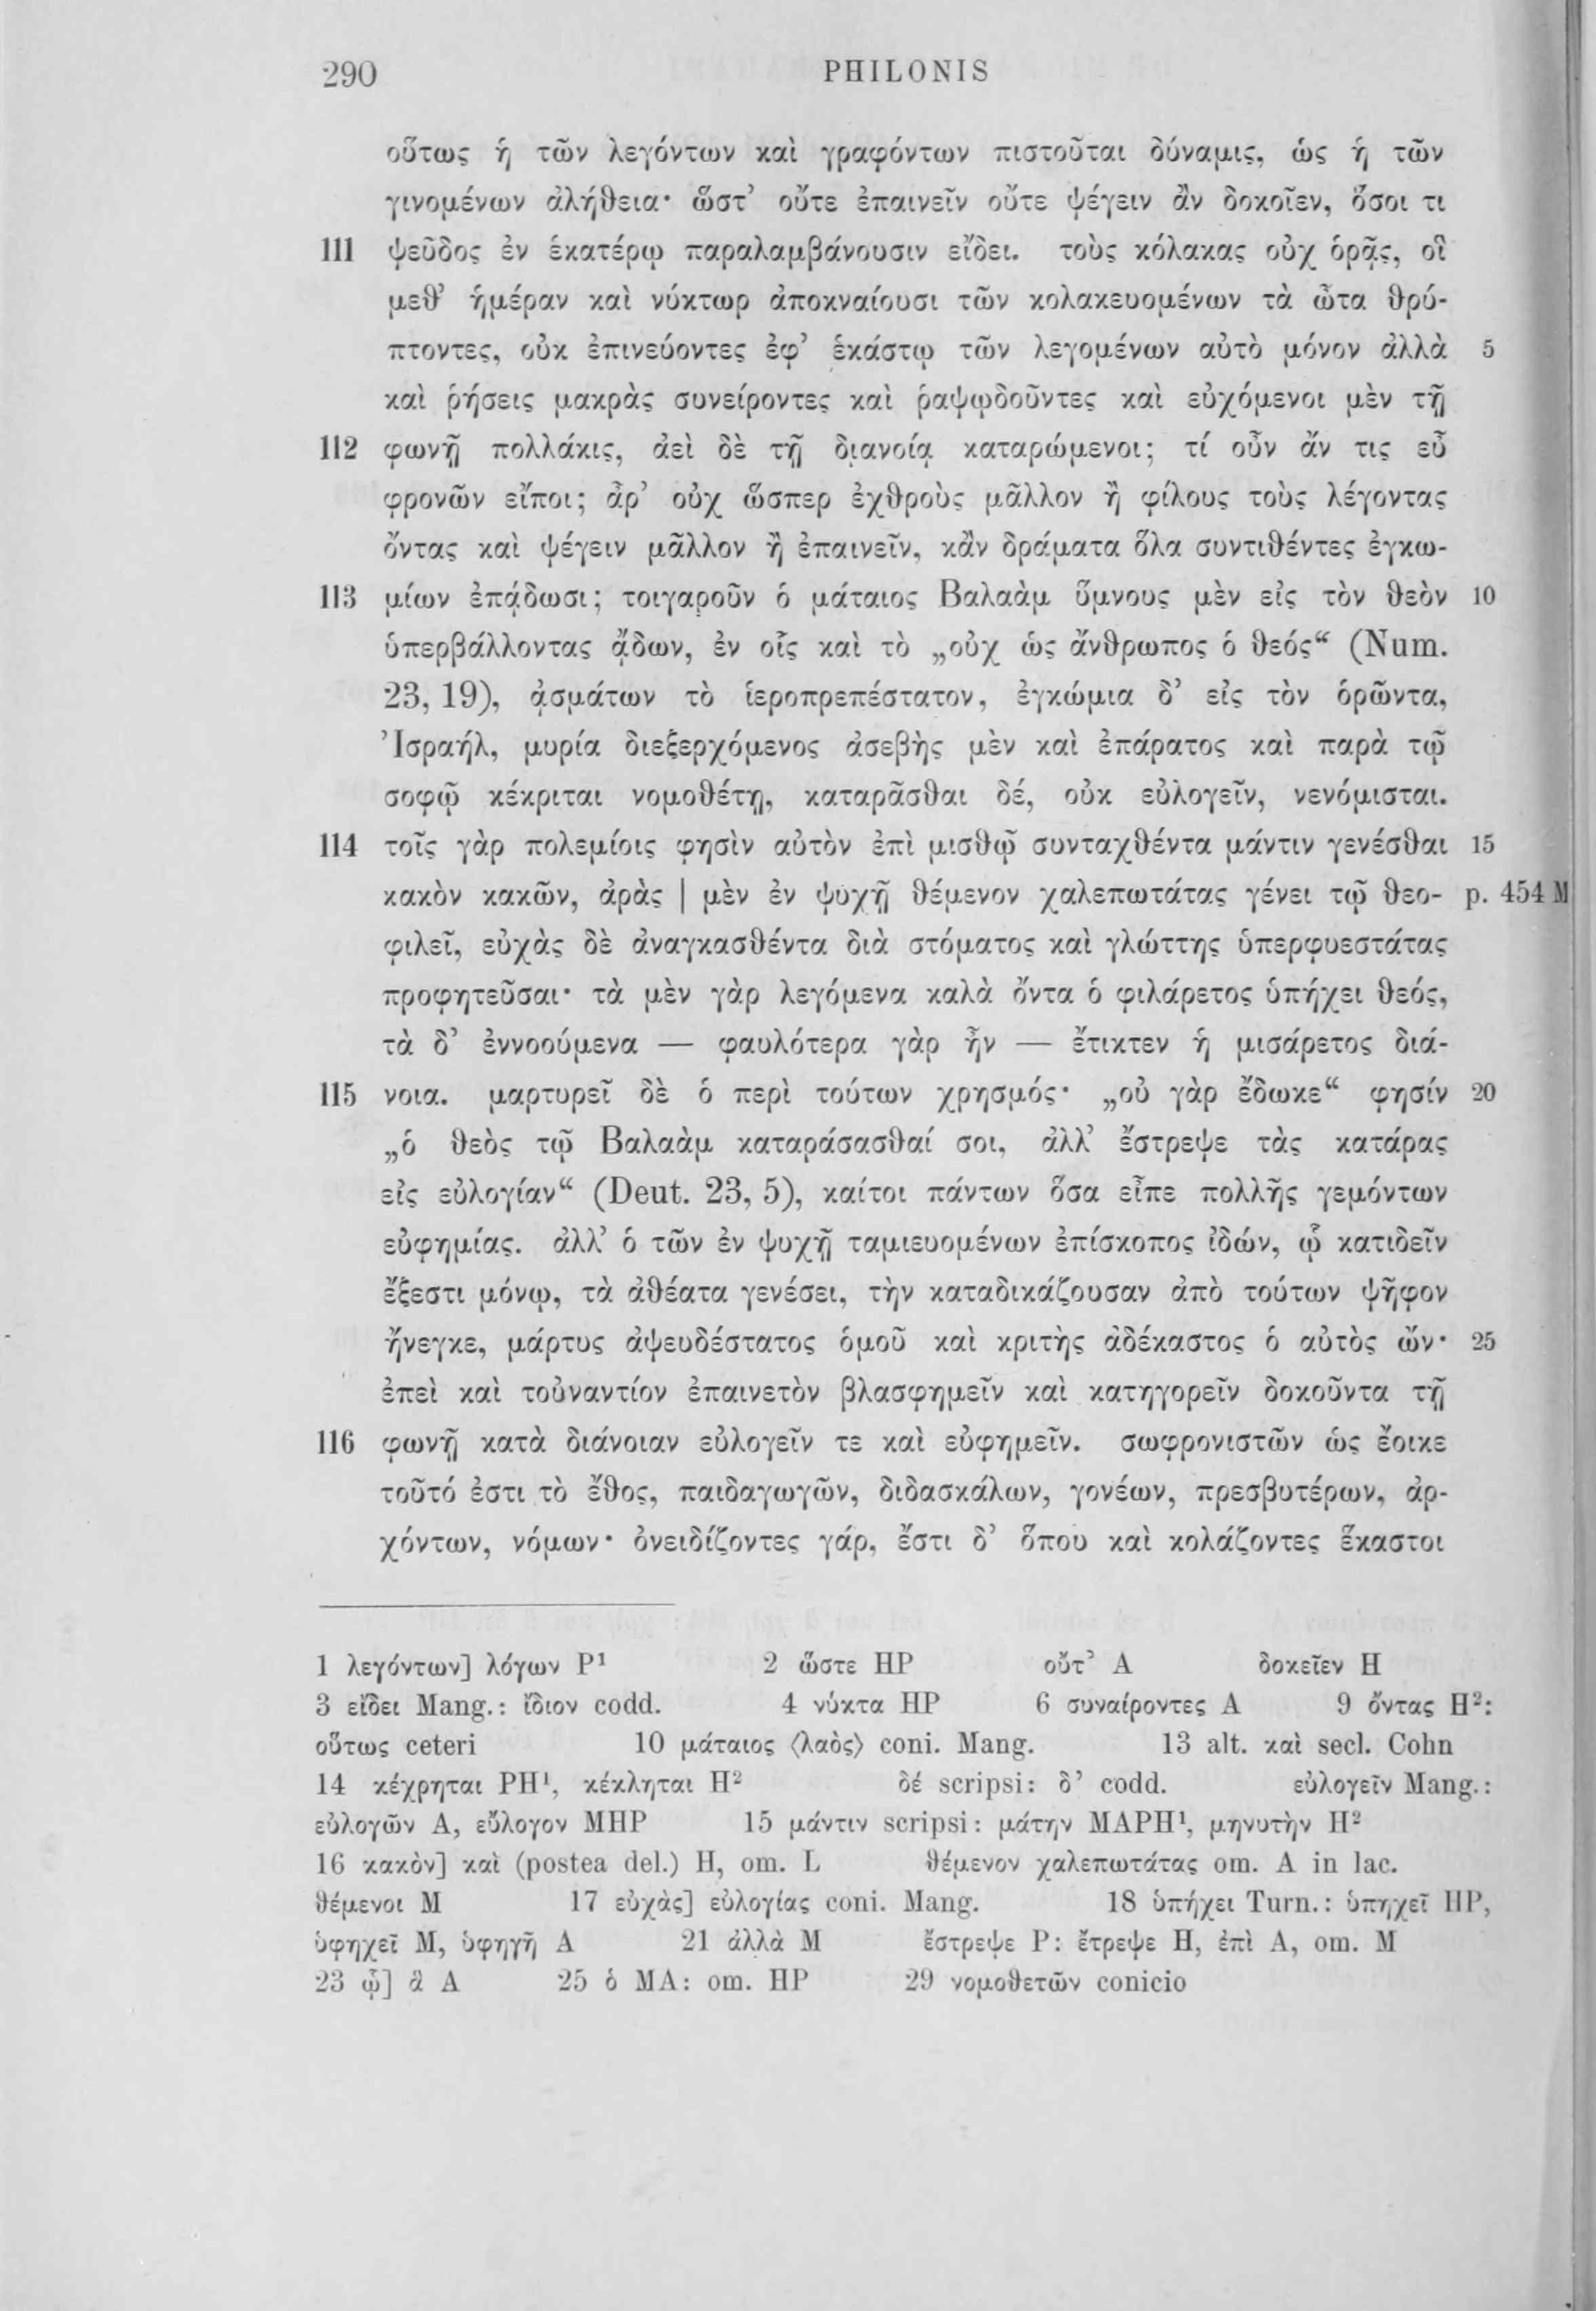 290 PHILONIS
οὕτως ἡ τῶν λεγόντων καὶ γραφόντων πιστοῦται δύναμις, ὡς ἡ τῶν
γινομένων ἀλήθεια· ὥστ’ οὔτε ἐπαινεῖν οὔτε ψέγειν ἂν δοκοῖεν, ὅσοι τι
111 ψεῦδος ἐν ἑκατέρῳ παραλαμβάνουσιν εἴδει. τοὺς κόλακας οὐχ ὁρᾷς, οἳ
μεθ’ ἡμέραν καὶ νύκτωρ ἀποκναίουσι τῶν κολακευομένων τὰ ὦτα θρύ-
πτοντες, οὐκ ἐπινεύοντες ἐφ’ ἑκάστῳ τῶν λεγομένων αὐτὸ μόνον ἀλλὰ 5
καὶ ῥήσεις μακρὰς συνείροντες καὶ ῥαψῳδοῦντες καὶ εὐχόμενοι μὲν τῇ
112 φωνῇ πολλάκις, ἀεὶ δὲ τῇ διανοίᾳ καταρώμενοι; τί οὖν ἄν τις εὖ
φρονῶν εἴποι; ἆρ’ οὐχ ὥσπερ ἐχθροὺς μᾶλλον ἢ φίλους τοὺς λέγοντας
ὄντας καὶ ψέγειν μᾶλλον ἢ ἐπαινεῖν, κἂν δράματα ὅλα συντιθέντες ἐγκω-
113 μίων ἐπᾴδωσι; τοιγαροῦν ὁ μάταιος Βαλαὰμ ὕμνους μὲν εἰς τὸν θεὸν 10
ὑπερβάλλοντας ᾄδων, ἐν οἷς καὶ τὸ „οὐχ ὡς ἄνθρωπος ὁ θεός“ (Num.
23, 19), ᾀσμάτων τὸ ἱεροπρεπέστατον, ἐγκώμια δ’ εἰς τὸν ὁρῶντα,
Ἰσραήλ, μυρία διεξερχόμενος ἀσεβὴς μὲν καὶ ἐπάρατος καὶ παρὰ τῷ
σοφῷ κέκριται νομοθέτῃ, καταρᾶσθαι δέ, οὐκ εὐλογεῖν, νενόμισται.
114 τοῖς γὰρ πολεμίοις φησὶν αὐτὸν ἐπὶ μισθῷ συνταχθέντα μάντιν γενέσθαι 15
κακὸν κακῶν, ἀρὰς | μὲν ἐν ψυχῇ θέμενον χαλεπωτάτας γένει τῷ θεο- p. 454 M
φιλεῖ, εὐχὰς δὲ ἀναγκασθέντα διὰ στόματος καὶ γλώττης ὑπερφυεστάτας
προφητεῦσαι· τὰ μὲν γὰρ λεγόμενα καλὰ ὄντα ὁ φιλάρετος ὑπήχει θεός,
τὰ δ’ ἐννοούμενα — φαυλότερα γὰρ ἦν — ἔτικτεν ἡ μισάρετος διά-
115 νοια. μαρτυρεῖ δὲ ὁ περὶ τούτων χρησμός· „οὐ γὰρ ἔδωκε“ φησίν 20
„ὁ θεὸς τῷ Βαλαὰμ καταράσασθαί σοι, ἀλλ’ ἔστρεψε τὰς κατάρας
εἰς εὐλογίαν“ (Deut. 23, 5), καίτοι πάντων ὅσα εἶπε πολλῆς γεμόντων
εὐφημίας. ἀλλ’ ὁ τῶν ἐν ψυχῇ ταμιευομένων ἐπίσκοπος ἰδών, ᾧ κατιδεῖν
ἔξεστι μόνῳ, τὰ ἀθέατα γενέσει, τὴν καταδικάζουσαν ἀπὸ τούτων ψῆφον
ἤνεγκε, μάρτυς ἀψευδέστατος ὁμοῦ καὶ κριτὴς ἀδέκαστος ὁ αὐτὸς ὤν· 25
ἐπεὶ καὶ τοὐναντίον ἐπαινετὸν βλασφημεῖν καὶ κατηγορεῖν δοκοῦντα τῇ
116 φωνῇ κατὰ διάνοιαν εὐλογεῖν τε καὶ εὐφημεῖν. σωφρονιστῶν ὡς ἔοικε
τοῦτό ἐστι τὸ ἔθος, παιδαγωγῶν, διδασκάλων, γονέων, πρεσβυτέρων, ἀρ-
χόντων, νόμων· ὀνειδίζοντες γάρ, ἔστι δ’ ὅπου καὶ κολάζοντες ἕκαστοι
1 λεγόντων] λόγων P¹ 2 ὥστε HP οὔτ’ A δοκεῖεν H
3 εἴδει Mang.: ἴδιον codd. 4 νύκτα HP 6 συναίροντες A 9 ὄντας H²:
οὕτως ceteri 10 μάταιος ⟨λαὸς⟩ coni. Mang. 13 alt. καὶ secl. Cohn
14 κέχρηται PH¹, κέκληται H² δέ scripsi: δ’ codd. εὐλογεῖν Mang.:
εὐλογῶν A, εὔλογον MHP 15 μάντιν scripsi: μάτην MAPH¹, μηνυτὴν H²
16 κακὸν] καὶ (postea del.) H, om. L θέμενον χαλεπωτάτας om. A in lac.
θέμενοι M 17 εὐχὰς] εὐλογίας coni. Mang. 18 ὑπήχει Turn.: ὑπηχεῖ HP,
ὑφηχεῖ M, ὑφηγῆ A 21 ἀλλὰ M ἔστρεψε P: ἔτρεψε H, ἐπὶ A, om. M
23 ᾧ] ἃ A 25 ὁ MA: om. HP 29 νομοθετῶν conicio